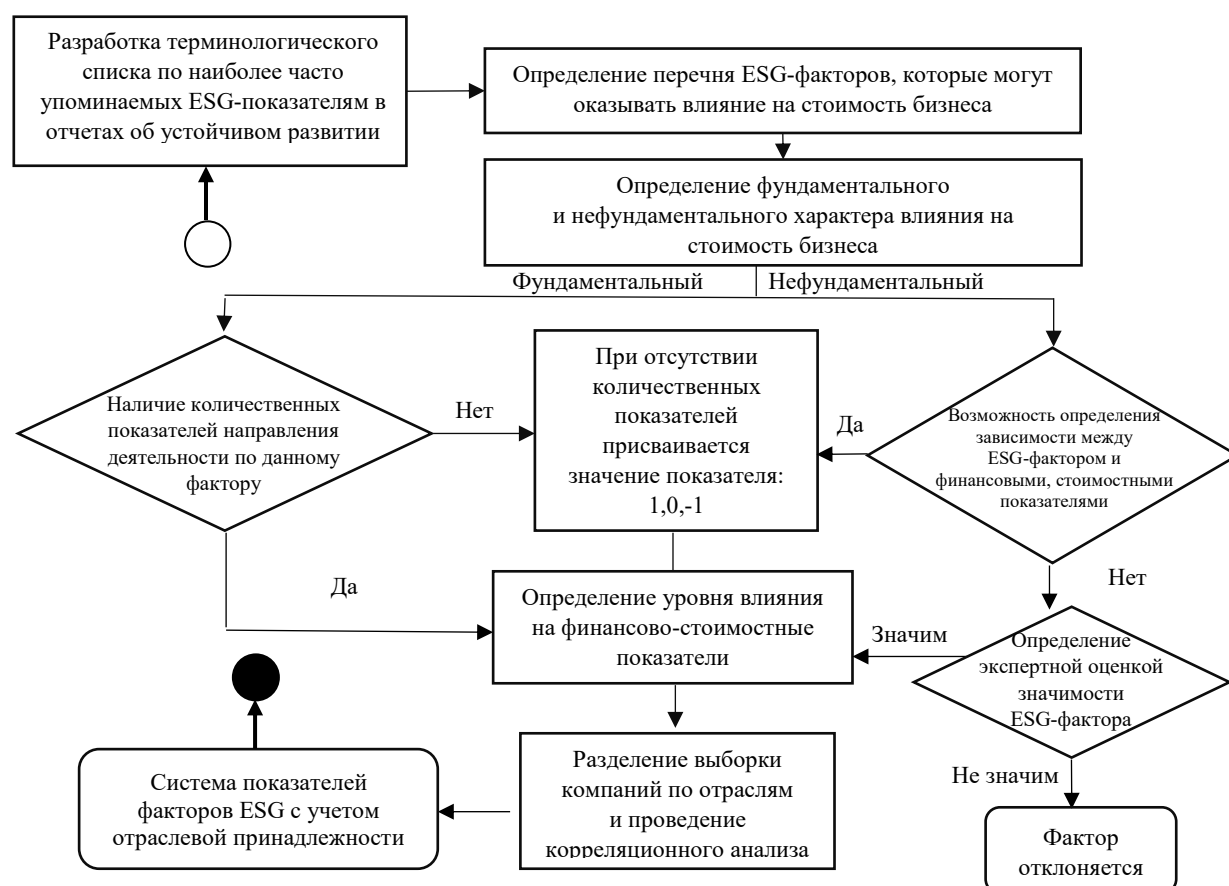 Разработка терминологического
списка по наиболее часто
упоминаемых ESG-показателям в
отчетах об устойчивом развитии
Определение перечня ESG-факторов, которые могут
оказывать влияние на стоимость бизнеса
Определение фундаментального
и нефундаментального характера влияния на
стоимость бизнеса
Фундаментальный
Нефундаментальный
Наличие количественных
показателей направления
деятельности по данному
фактору
Нет
При отсутствии
количественных
показателей
присваивается
значение показателя:
1,0,-1
Да
Возможность определения
зависимости между
ESG-фактором и
финансовыми, стоимостными
показателями
Да
Нет
Определение уровня влияния
на финансово-стоимостные
показатели
Значим
Определение
экспертной оценкой
значимости
ESG-фактора
Система показателей
факторов ESG с учетом
отраслевой принадлежности
Разделение выборки
компаний по отраслям
и проведение
корреляционного анализа
Не значим
Фактор
отклоняется